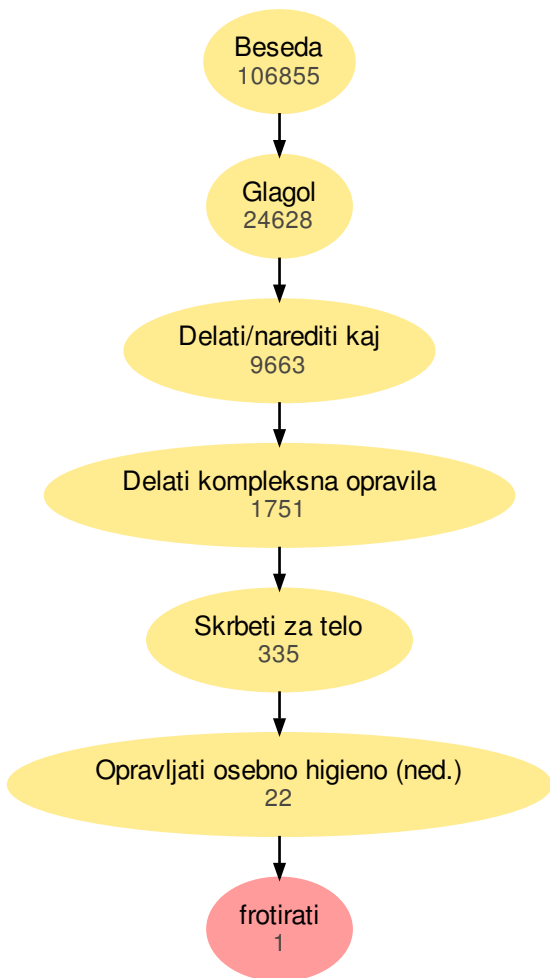 Beseda
106855
Glagol
24628
Delati/narediti kaj
9663
Delati kompleksna opravila
1751
Skrbeti za telo
335
Opravljati osebno higieno (ned.)
22
frotirati
1